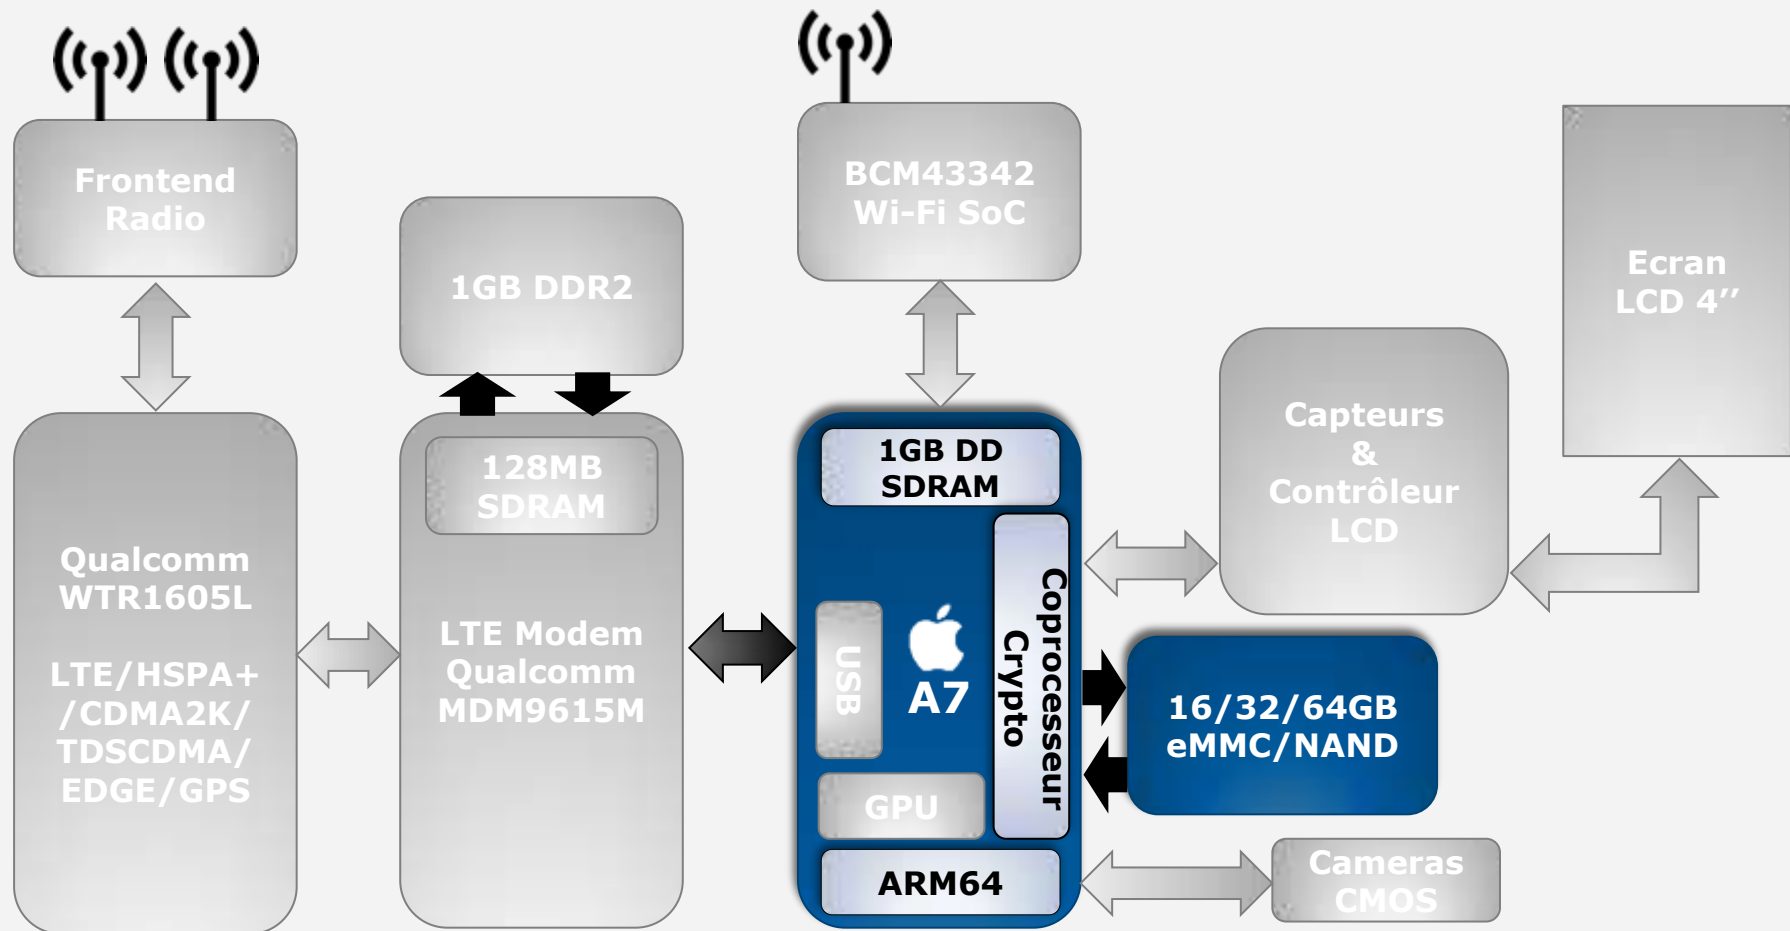 Frontend
Radio
1GB DDR2
BCM43342
Wi-Fi SoC
Ecran
LCD 4’’
Qualcomm
WTR1605L
LTE/HSPA+
/CDMA2K/
TDSCDMA/
EDGE/GPS
128MB
SDRAM
LTE Modem
Qualcomm
MDM9615M
1GB DD
SDRAM
USB
A7
Coprocesseur
Crypto
GPU
ARM64
Capteurs
&
Contrôleur
LCD
16/32/64GB
eMMC/NAND
Cameras
CMOS